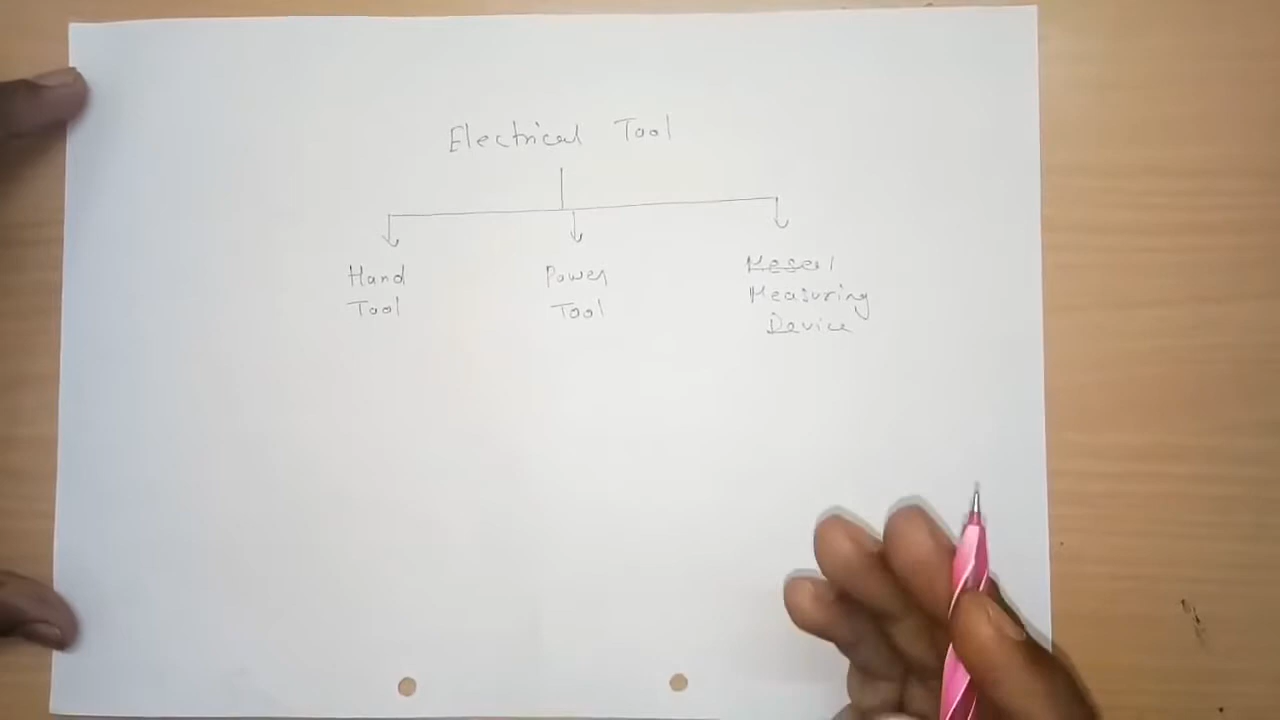 Electrical Tool
Hand
Tool
Power
Tool
Measuring
Device